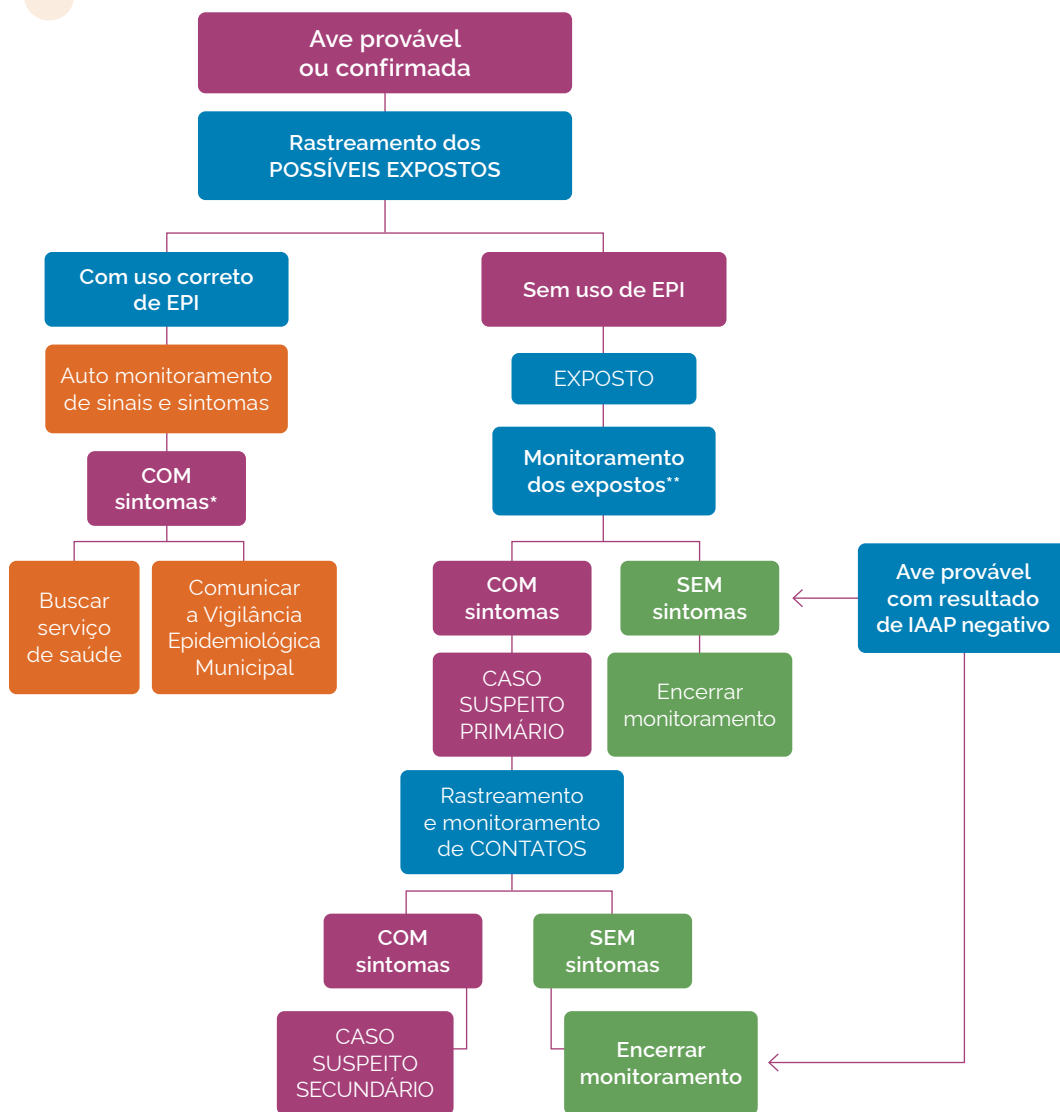 Ave provável
ou confirmada
Rastreamento dos
POSSÍVEIS EXPOSTOS
Com uso correto
de EPI
Sem uso de EPI
Auto monitoramento
de sinais e sintomas
EXPOSTO
COM
sintomas*
Monitoramento
dos expostos**
Buscar
serviço
de saúde
Comunicar
a Vigilância
Epidemiológica
Municipal
COM
sintomas
SEM
sintomas
Ave provável
com resultado
de IAAP negativo
CASO
SUSPEITO
PRIMÁRIO
Encerrar
monitoramento
Rastreamento
e monitoramento
de CONTATOS
COM
sintomas
SEM
sintomas
CASO
SUSPEITO
SECUNDÁRIO
Encerrar
monitoramento